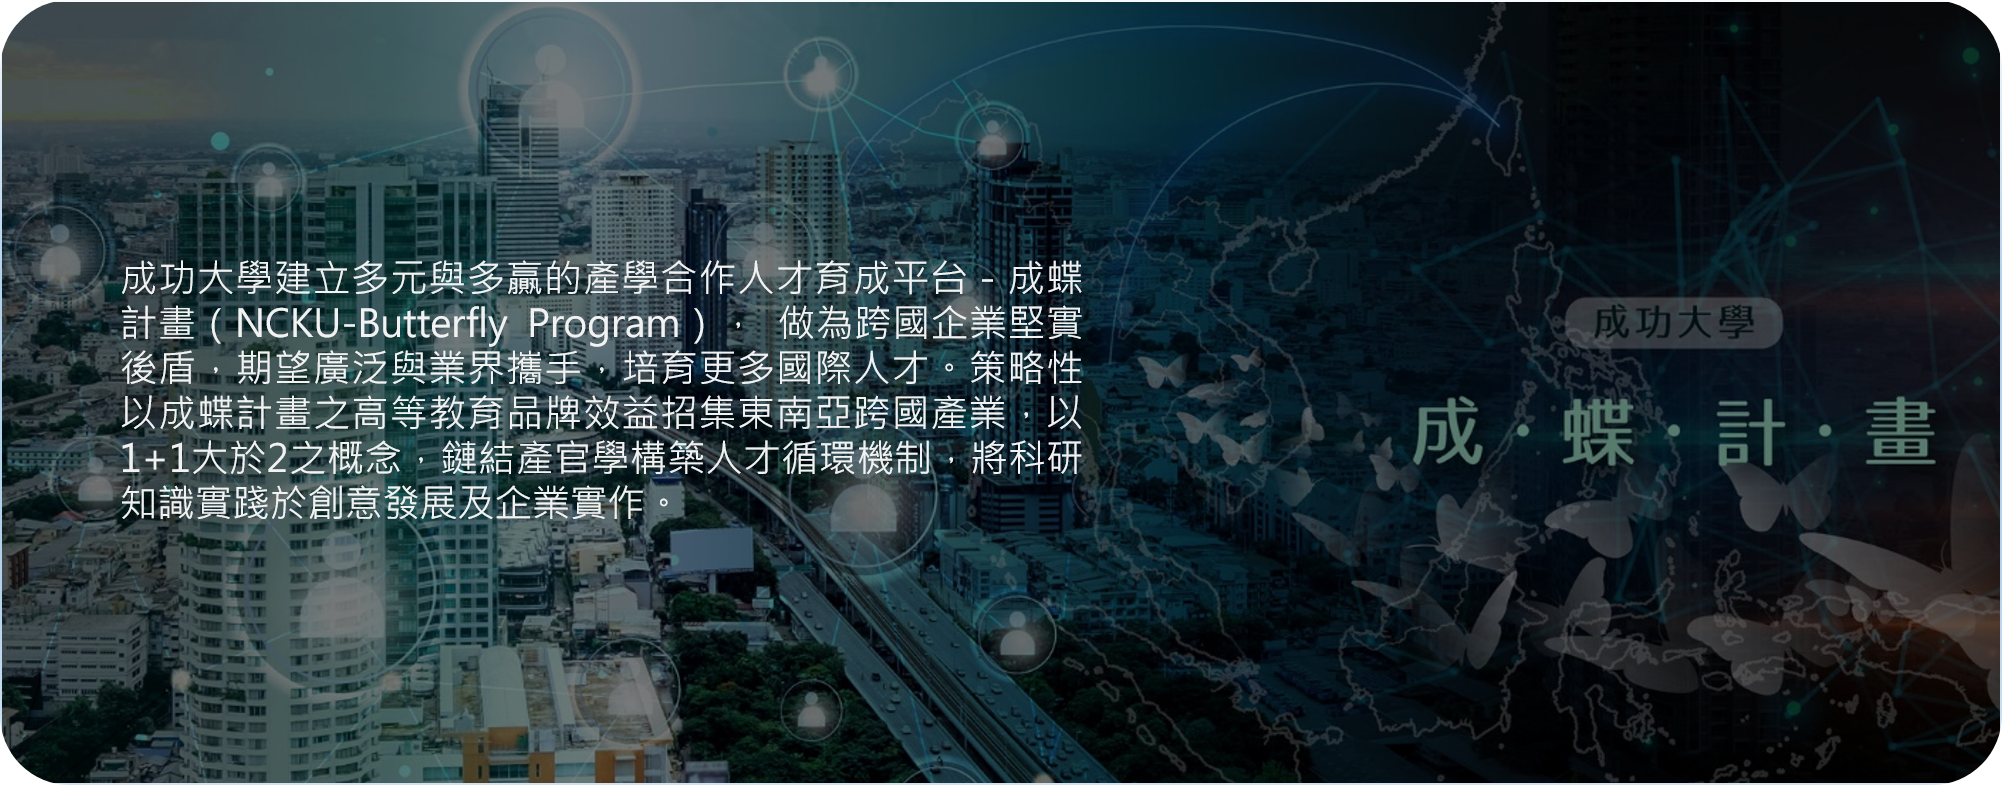 成功大學建立多元與多贏的產學合作人才育成平台 - 成蝶
計畫（NCKU-Butterfly Program）， 做為跨國企業堅實
後盾，期望廣泛與業界攜手，培育更多國際人才。策略性
以成蝶計畫之高等教育品牌效益招集東南亞跨國產業，以
1+1大於2之概念，鏈結產官學構築人才循環機制，將科研
知識實踐於創意發展及企業實作。
成功大學
成·蝶·計·畫